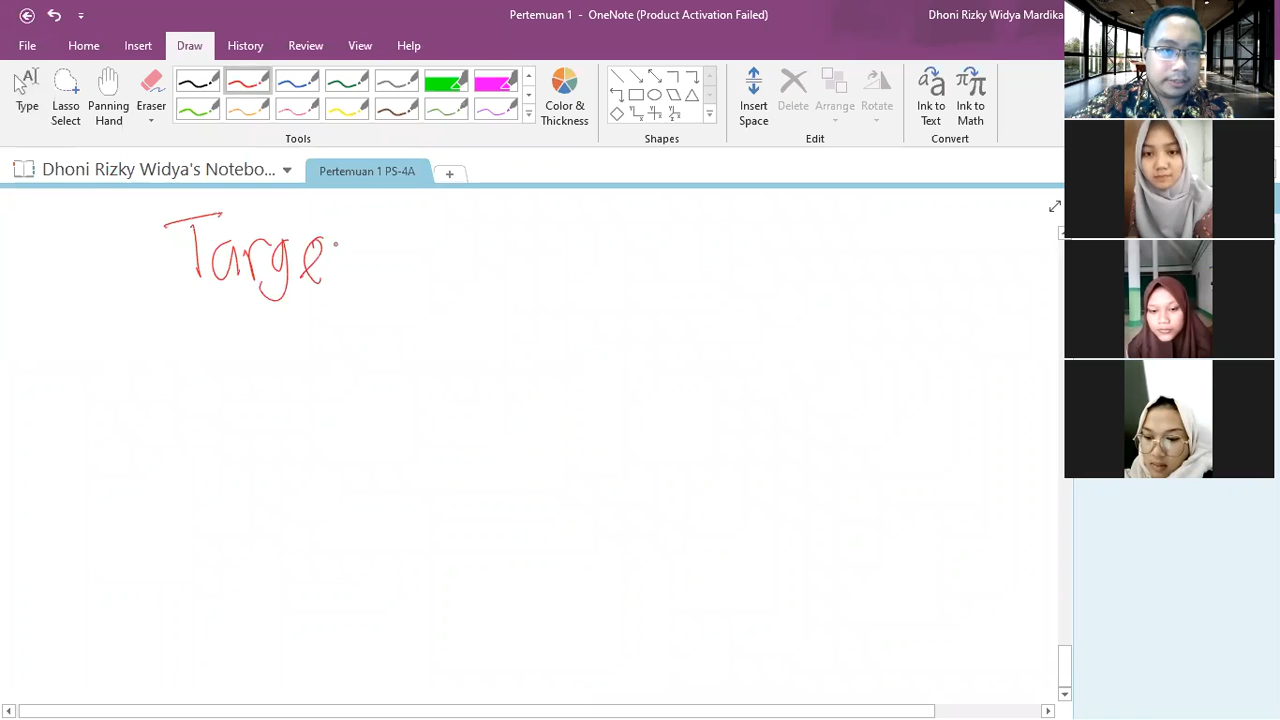 Pertemuan 1 - OneNote (Product Activation Failed)
Dhoni Rizky Widya Mardika
File Home Insert Draw History Review View Help
Type
Lasso Select
Panning Hand
Eraser
Color & Thickness
Insert Space
Delete
Arrange
Rotate
Ink to Text
Ink to Math
Tools
Shapes
Edit
Convert
Dhoni Rizky Widya's Notebo...
Pertemuan 1 PS-4A
Targe